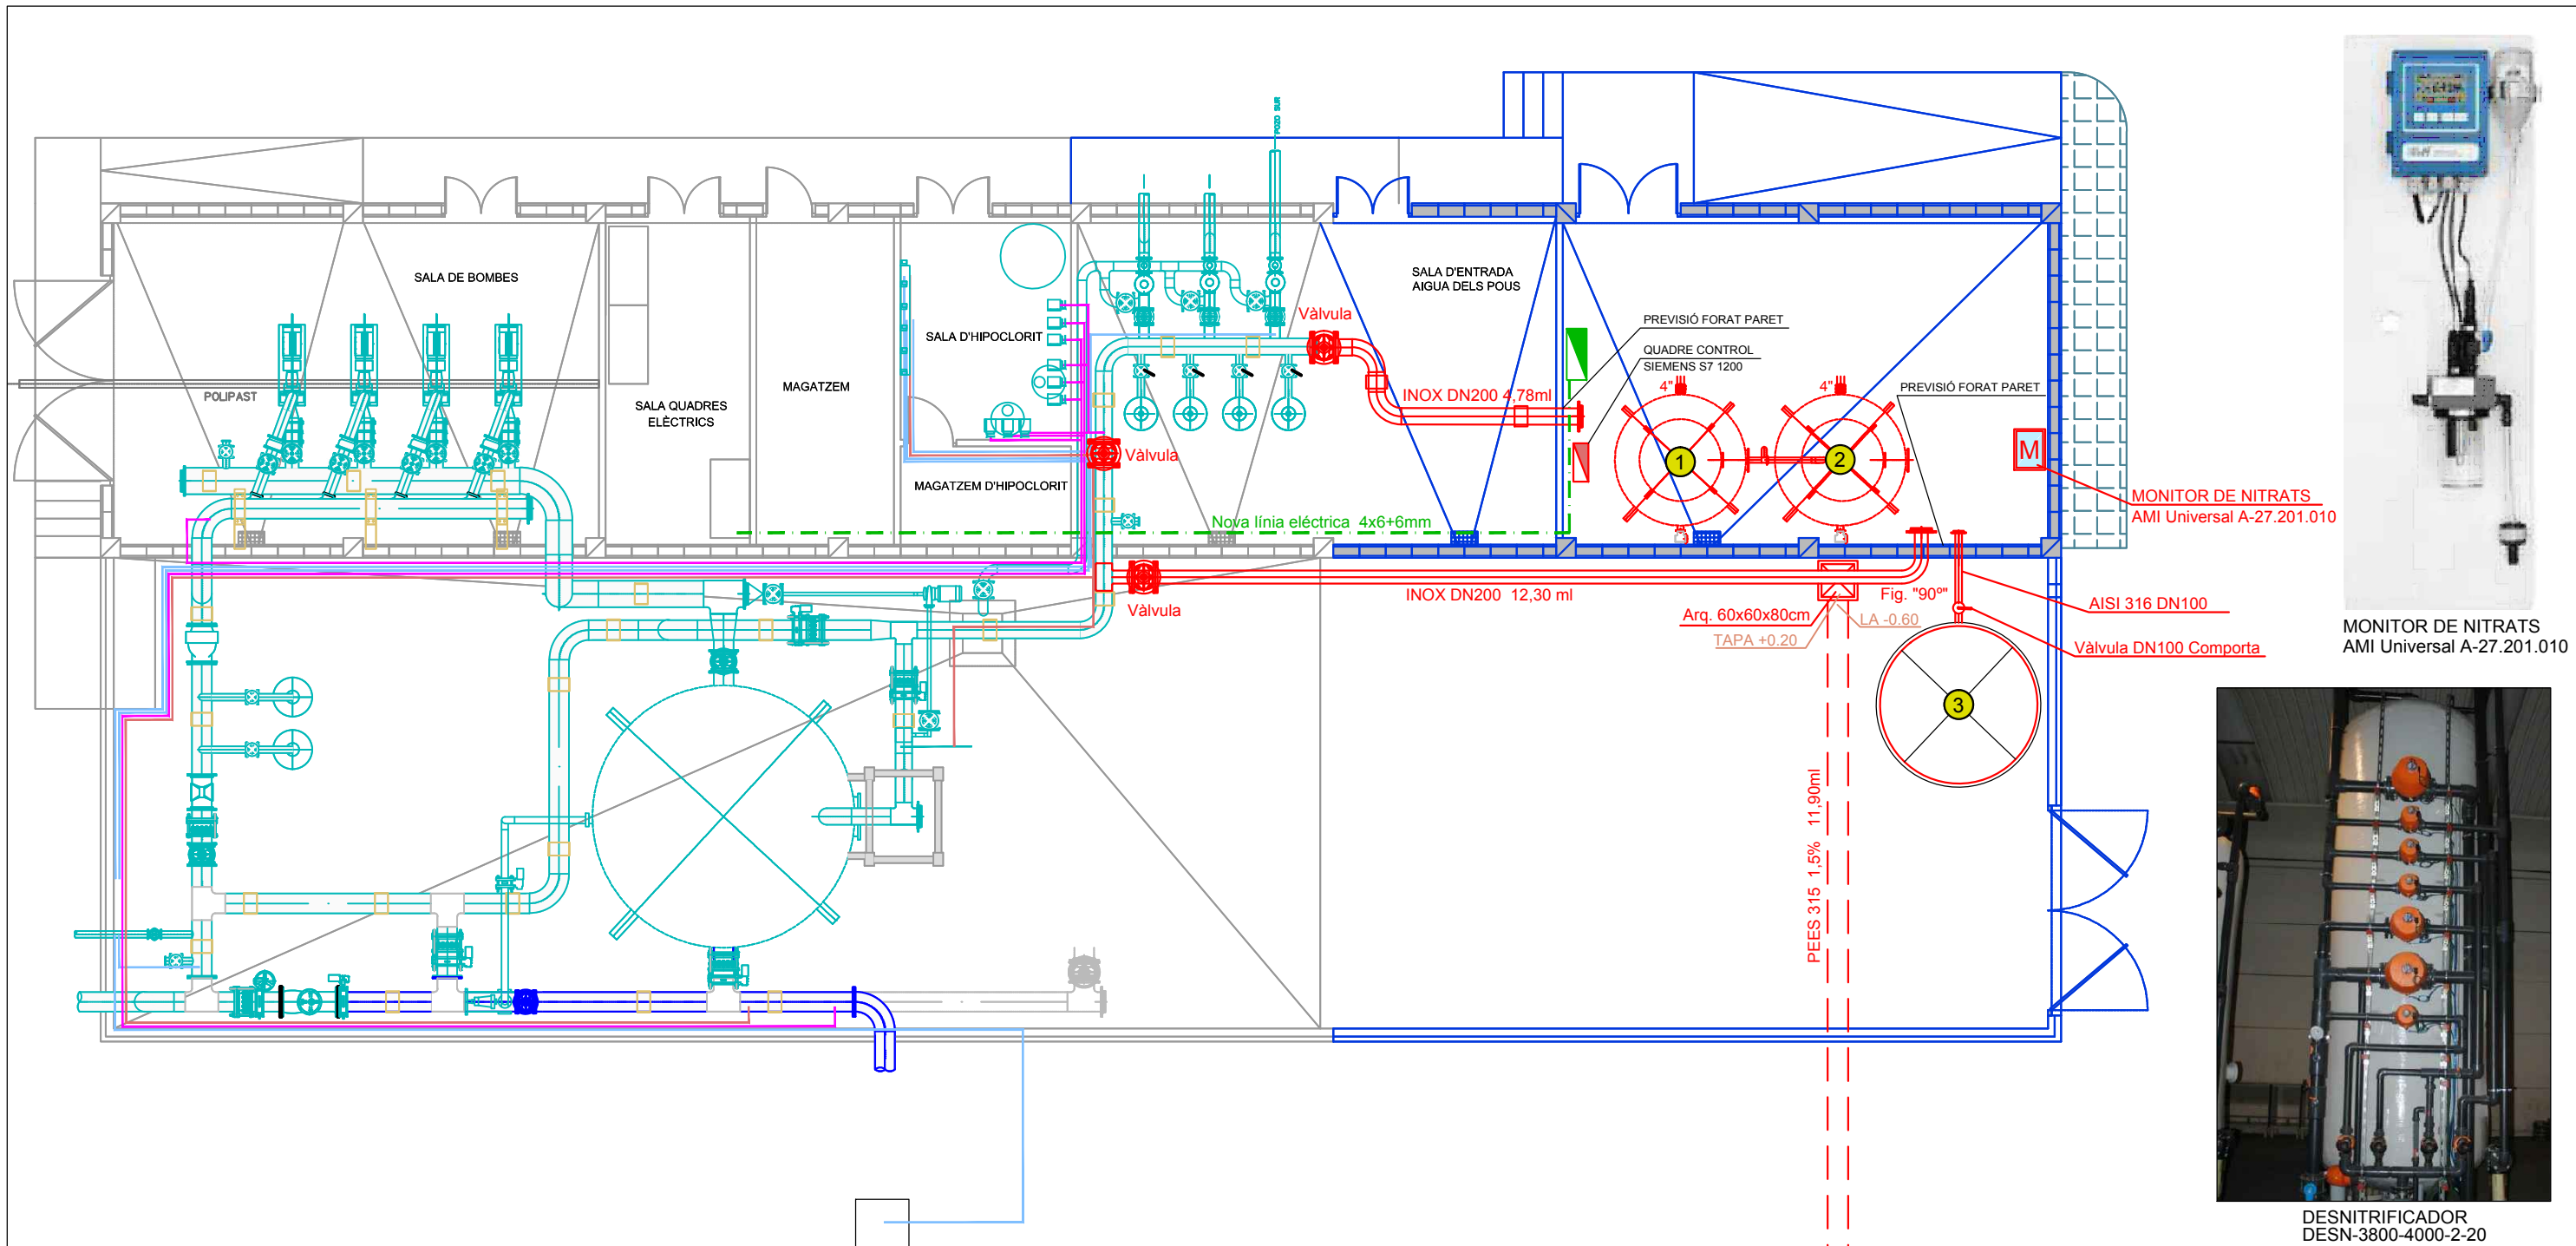 POZO SUR
SALA DE BOMBES
POLIPAST
SALA QUADRES
ELÈCTRICS
MAGATZEM
SALA D'HIPOCLORIT
MAGATZEM D'HIPOCLORIT
SALA D'ENTRADA
AIGUA DELS POUS
Vàlvula
Vàlvula
Vàlvula
PREVISIÓ FORAT PARET
QUADRE CONTROL
SIEMENS S7 1200
PREVISIÓ FORAT PARET
INOX DN200 4,78ml
4"
4"
1
2
M
MONITOR DE NITRATS
AMI Universal A-27.201.010
Nova línia eléctrica 4x6+6mm
INOX DN200 12,30 ml
Arq. 60x60x80cm
TAPA +0.20
LA -0.60
Fig. "90º"
AISI 316 DN100
Vàlvula DN100 Comporta
3
PEES 315 1,5% 11,90ml
MONITOR DE NITRATS
AMI Universal A-27.201.010
DESNITRIFICADOR
DESN-3800-4000-2-20